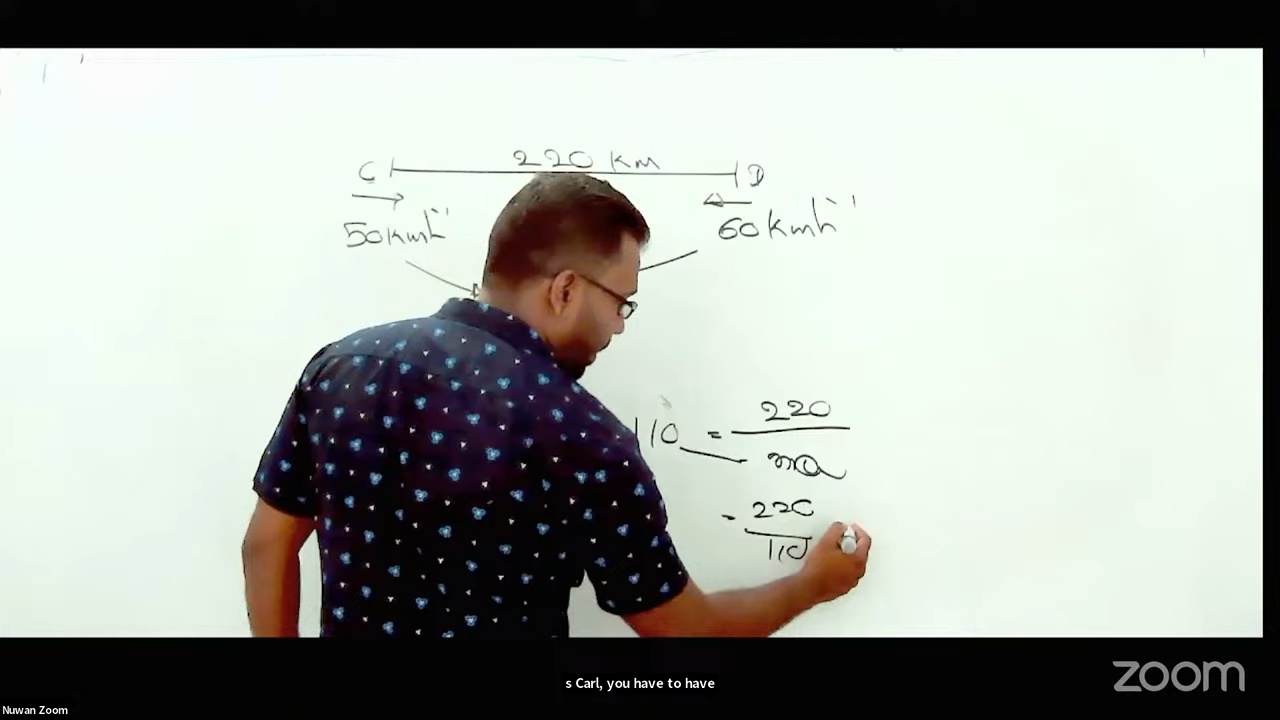 C 220 km D
50 kmh⁻¹ 60 kmh⁻¹
110 = 220
= 220
110
s Carl, you have to have
zoom
Nuwan Zoom